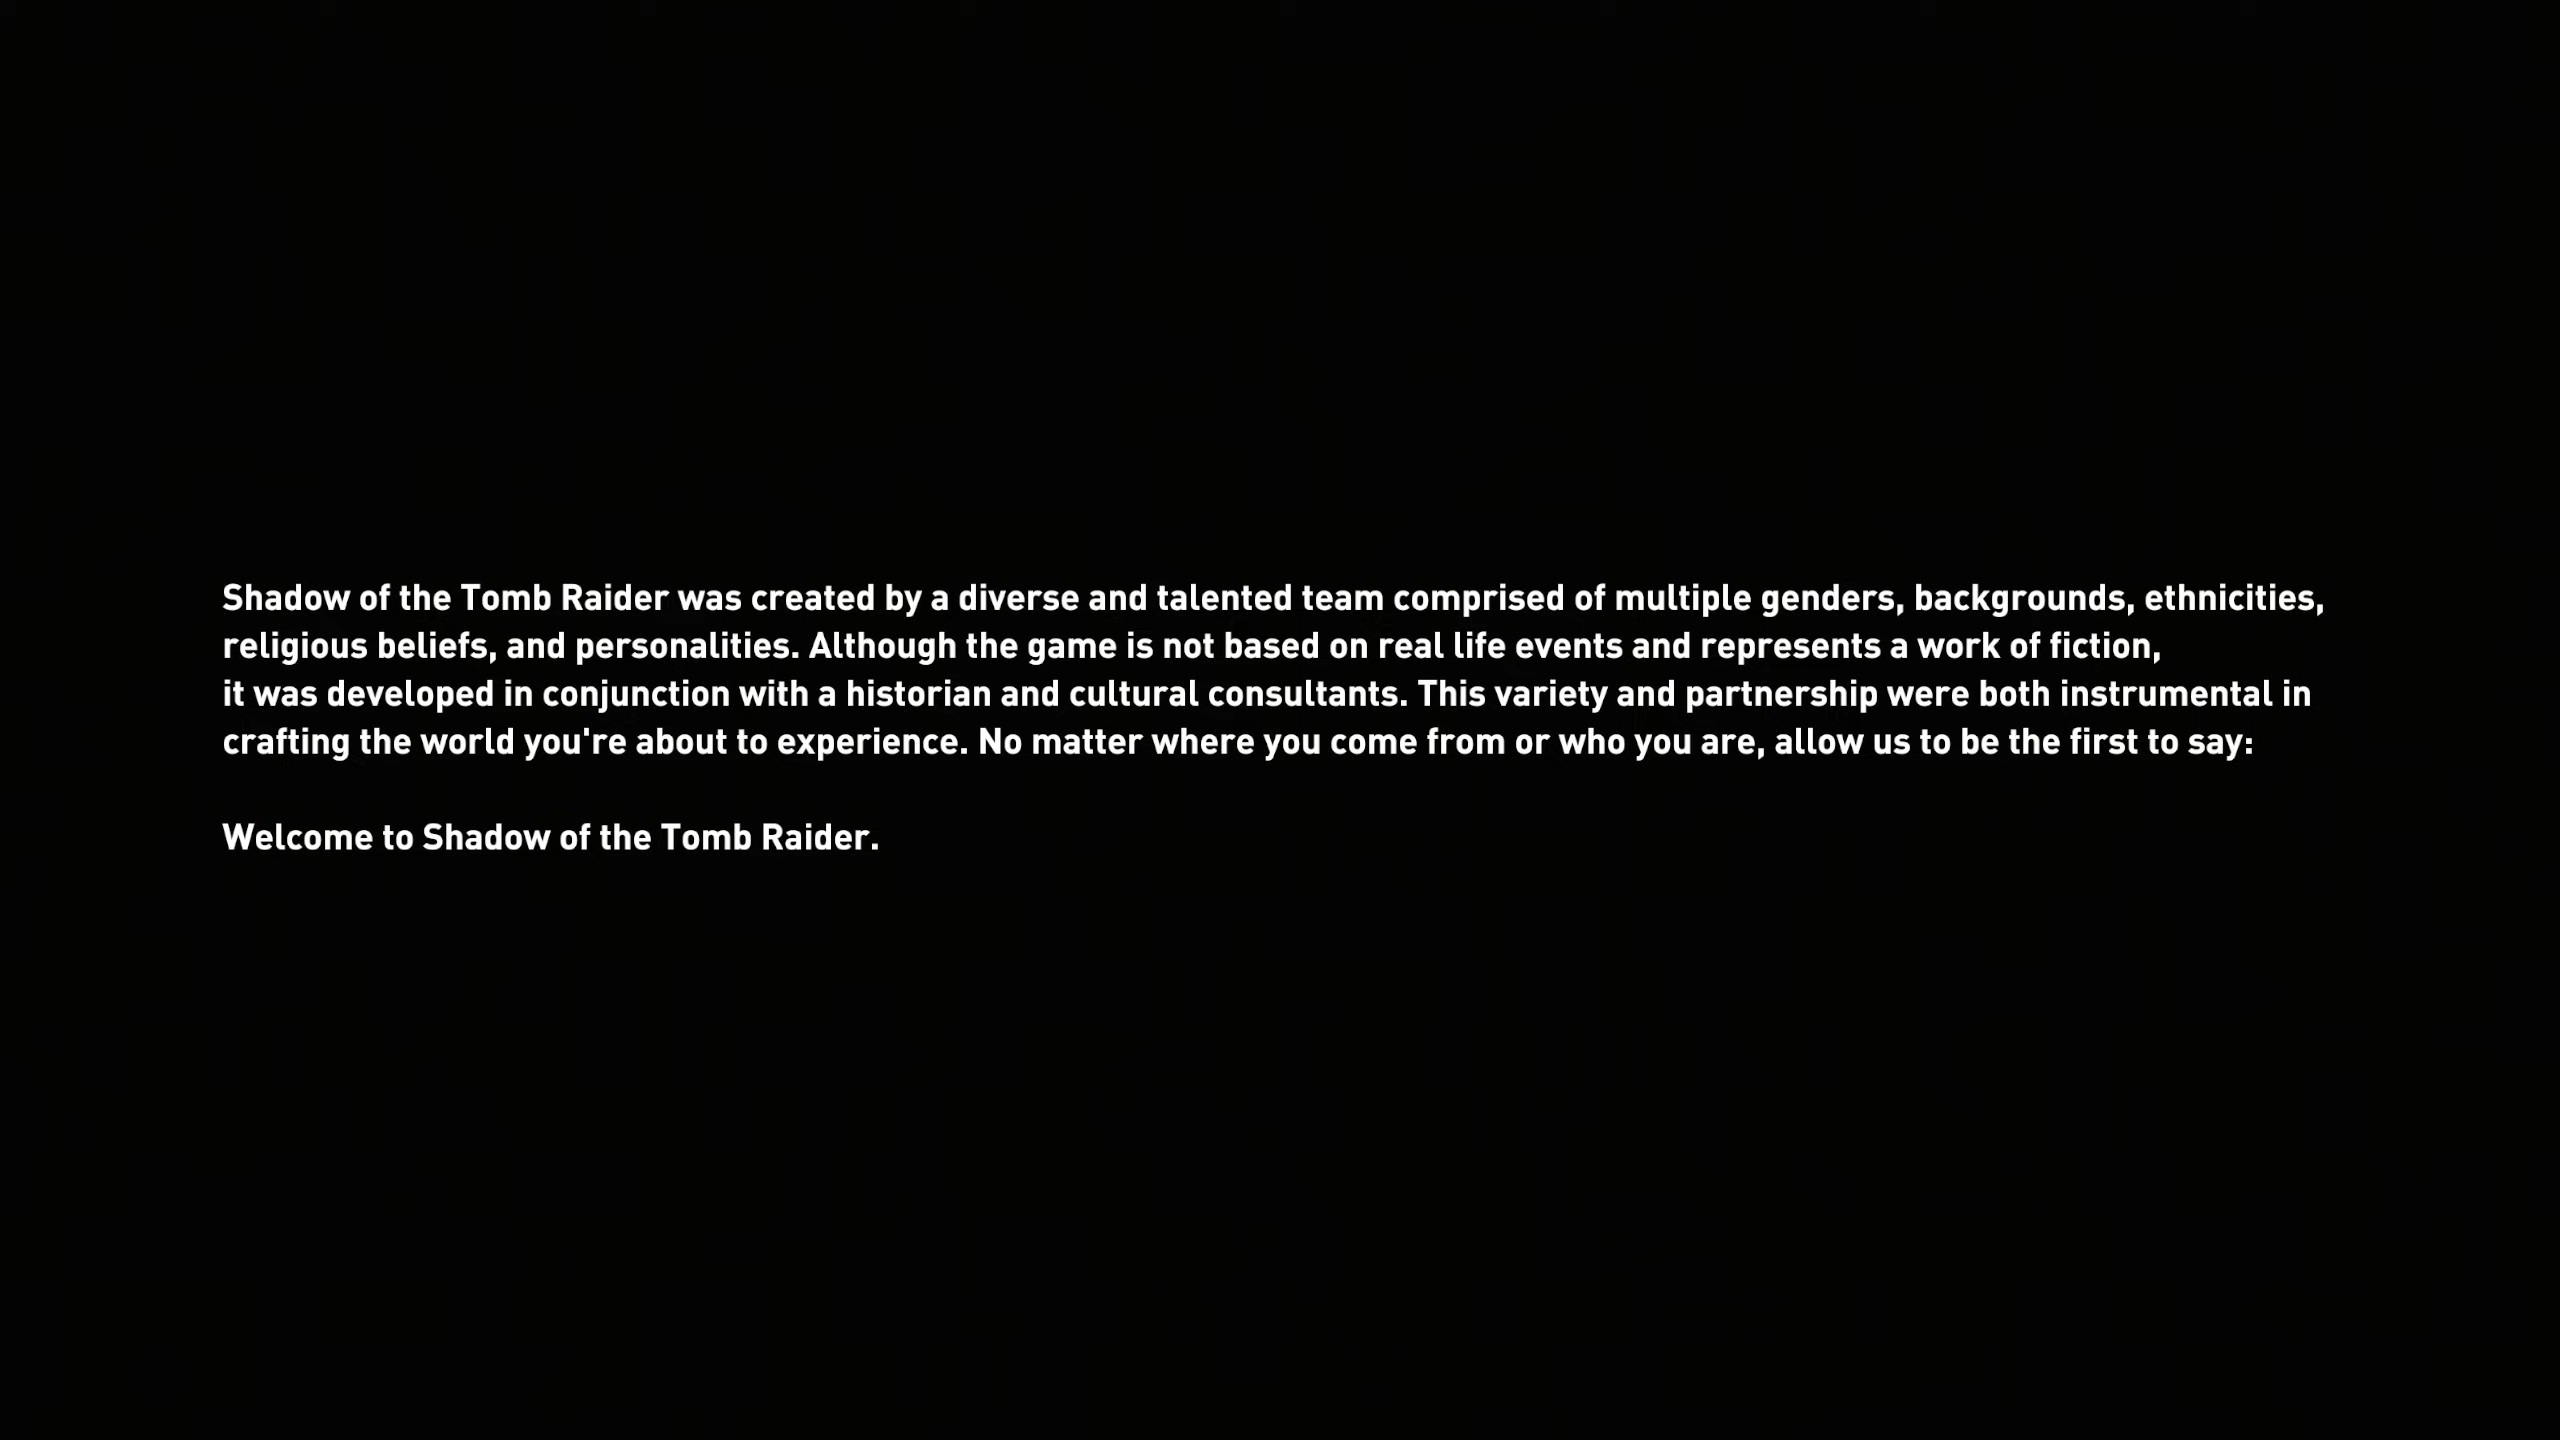 Shadow of the Tomb Raider was created by a diverse and talented team comprised of multiple genders, backgrounds, ethnicities,
religious beliefs, and personalities. Although the game is not based on real life events and represents a work of fiction,
it was developed in conjunction with a historian and cultural consultants. This variety and partnership were both instrumental in
crafting the world you're about to experience. No matter where you come from or who you are, allow us to be the first to say:
Welcome to Shadow of the Tomb Raider.